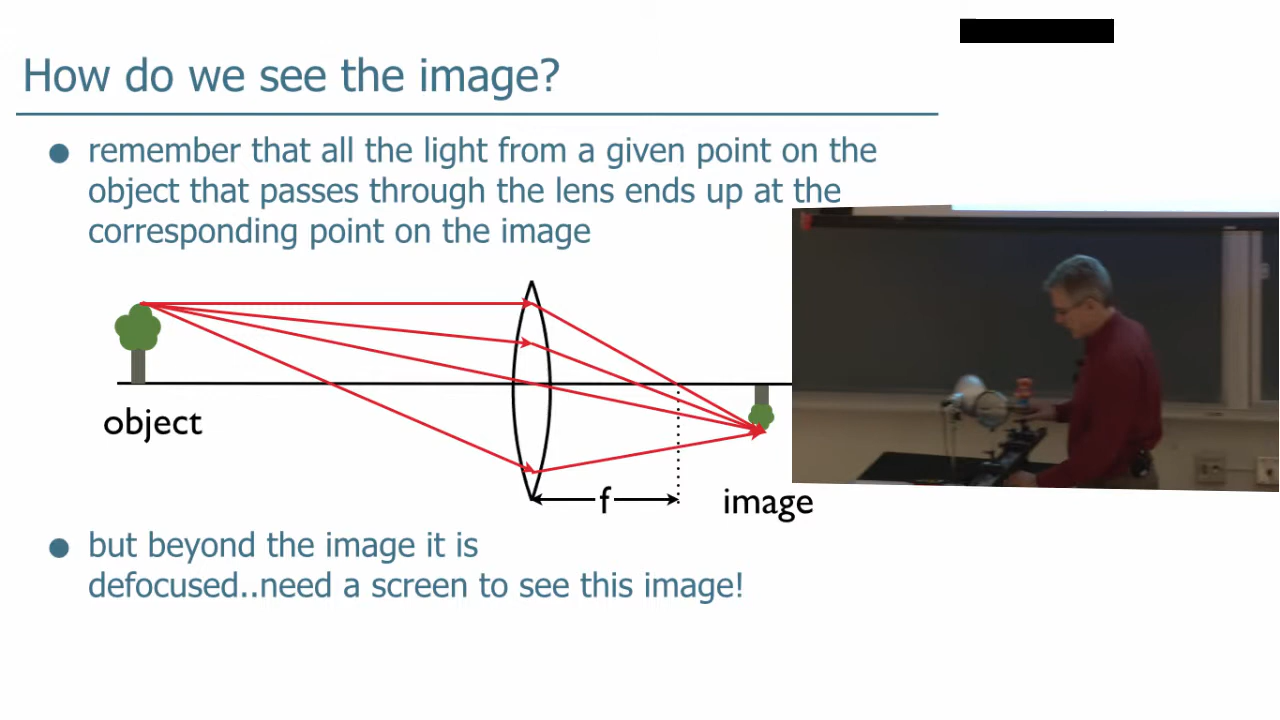 How do we see the image?
● remember that all the light from a given point on the
object that passes through the lens ends up at the
corresponding point on the image
object
f
image
● but beyond the image it is
defocused..need a screen to see this image!